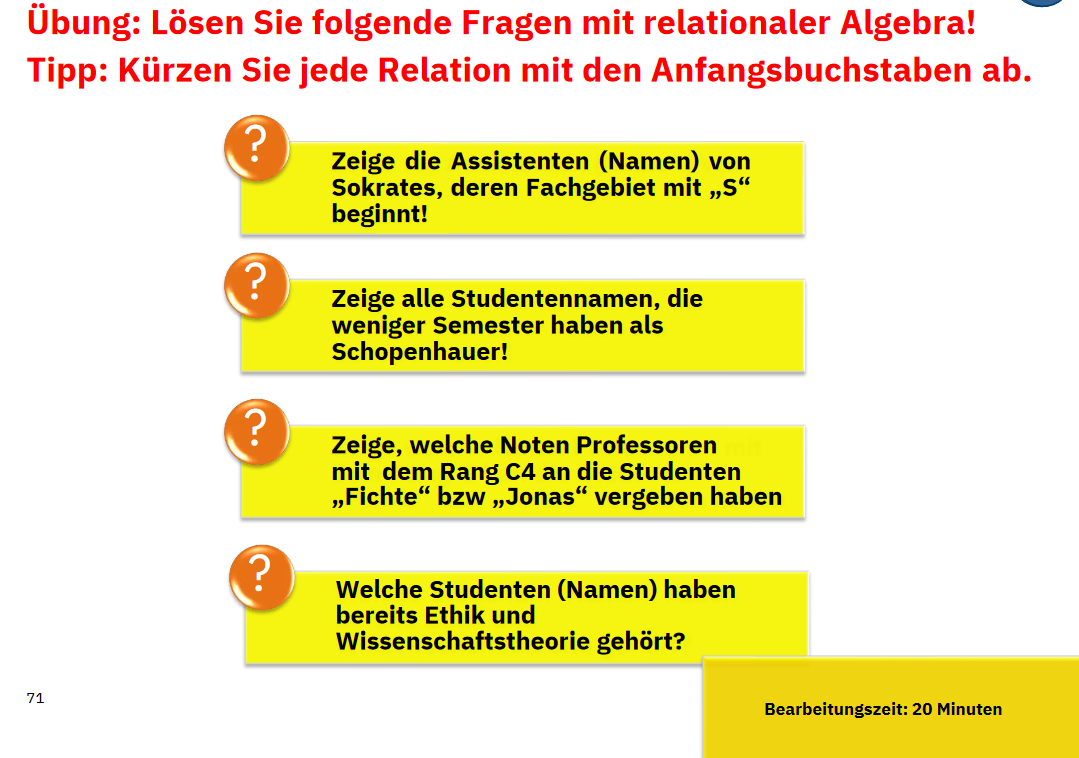 Übung: Lösen Sie folgende Fragen mit relationaler Algebra!
Tipp: Kürzen Sie jede Relation mit den Anfangsbuchstaben ab.
?
Zeige die Assistenten (Namen) von
Sokrates, deren Fachgebiet mit „S“
beginnt!
?
Zeige alle Studentennamen, die
weniger Semester haben als
Schopenhauer!
?
Zeige, welche Noten Professoren mit
mit dem Rang C4 an die Studenten
„Fichte“ bzw „Jonas“ vergeben haben
?
Welche Studenten (Namen) haben
bereits Ethik und
Wissenschaftstheorie gehört?
71
Bearbeitungszeit: 20 Minuten